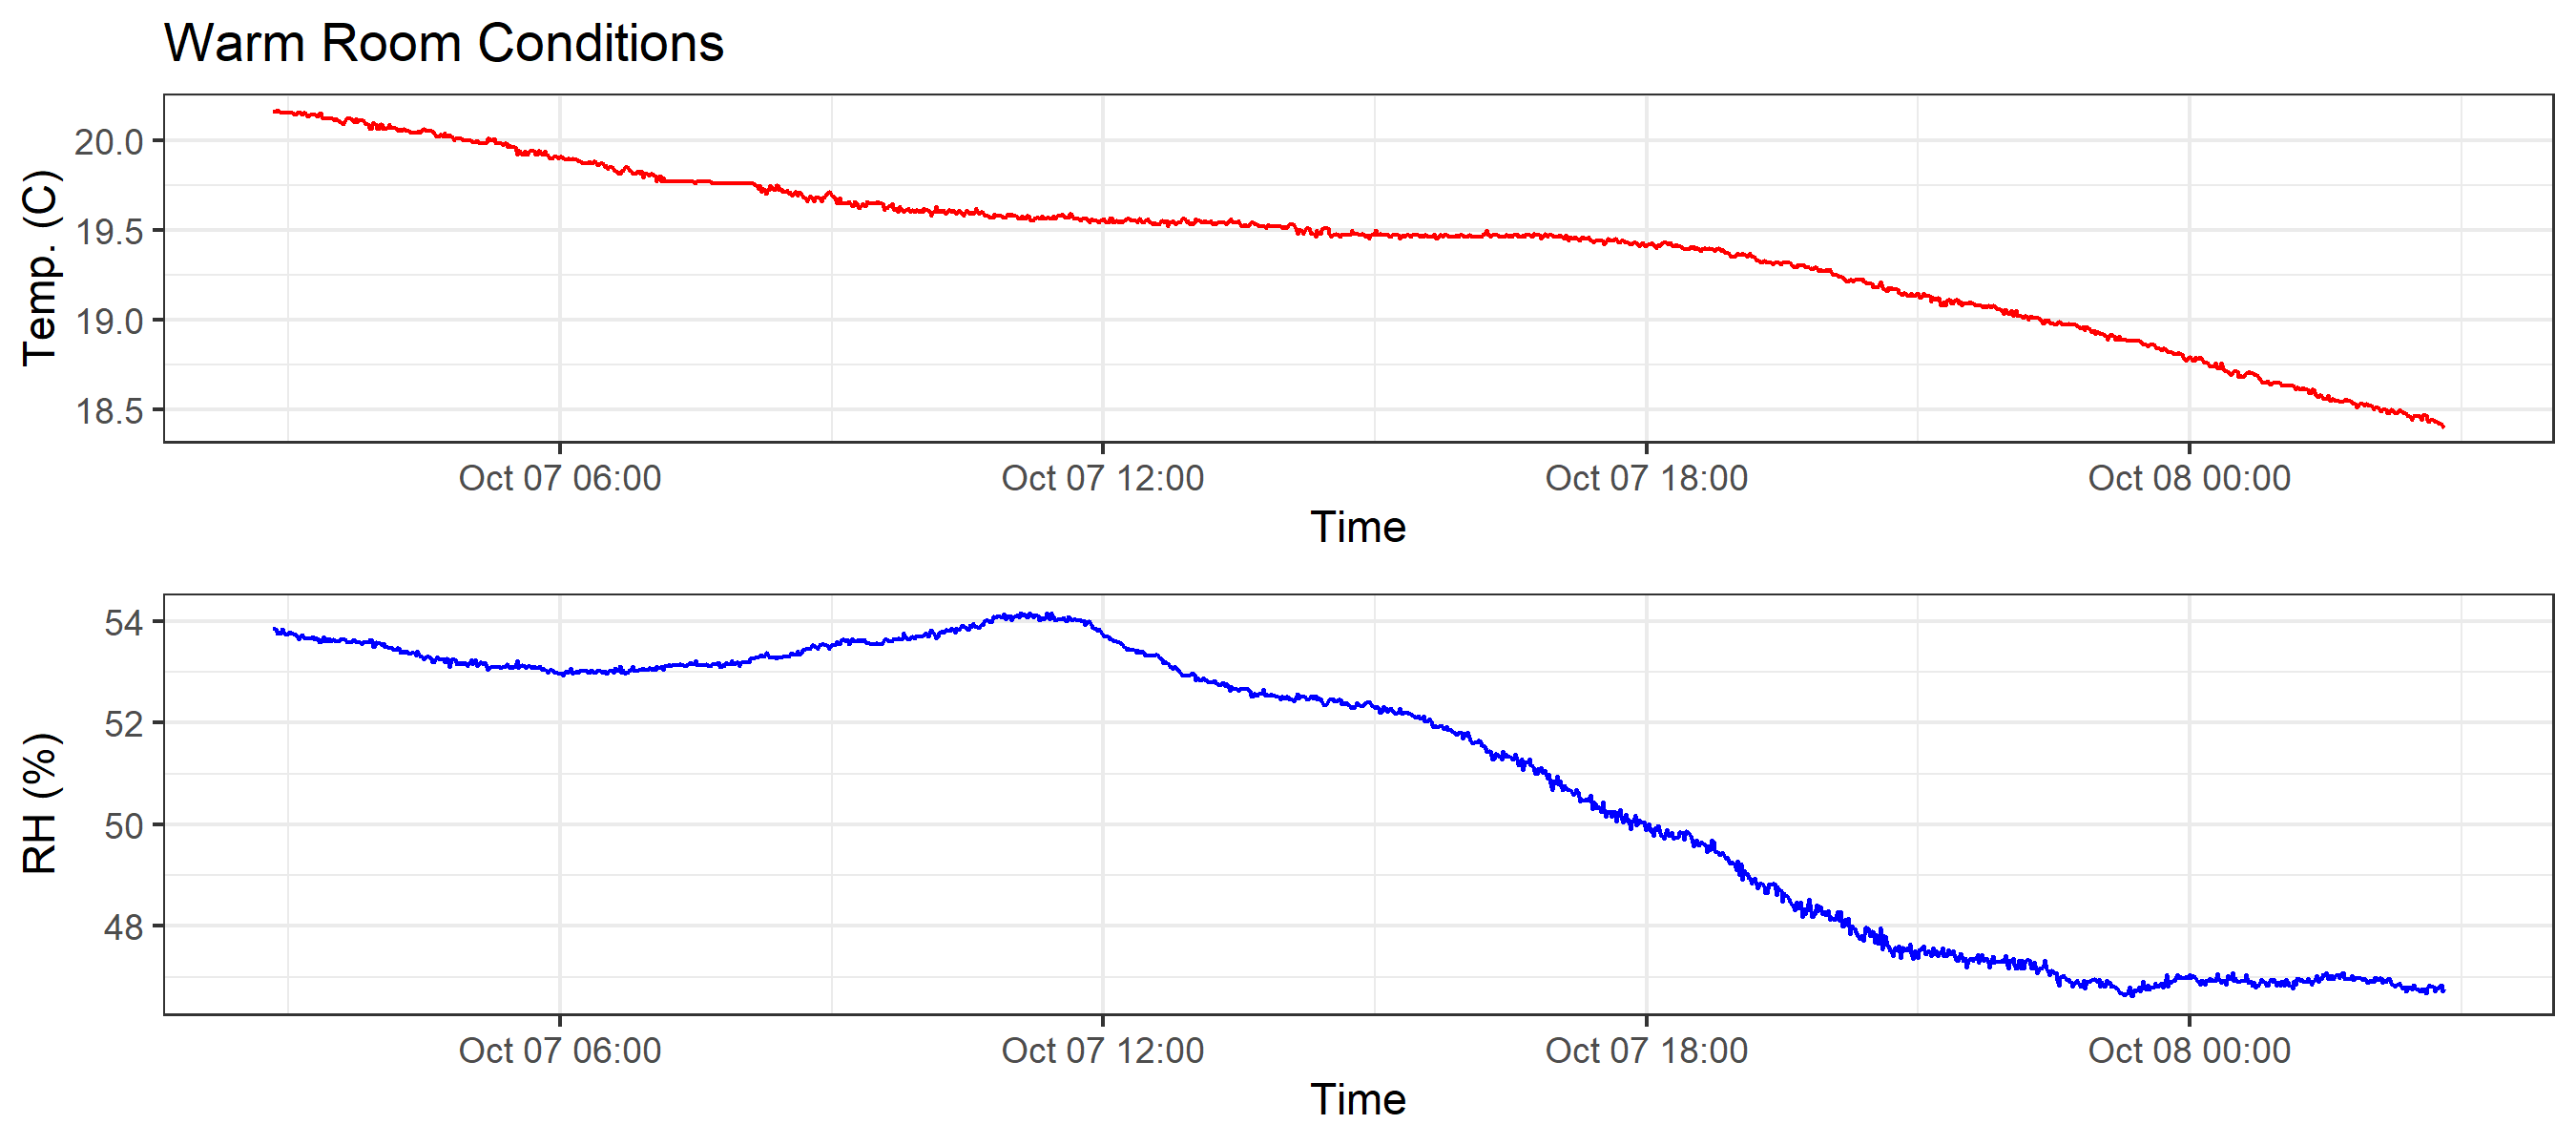 Warm Room Conditions
Temp. (C)
20.0
19.5
19.0
18.5
Oct 07 06:00 Oct 07 12:00 Oct 07 18:00 Oct 08 00:00
Time
RH (%)
54
52
50
48
Oct 07 06:00 Oct 07 12:00 Oct 07 18:00 Oct 08 00:00
Time